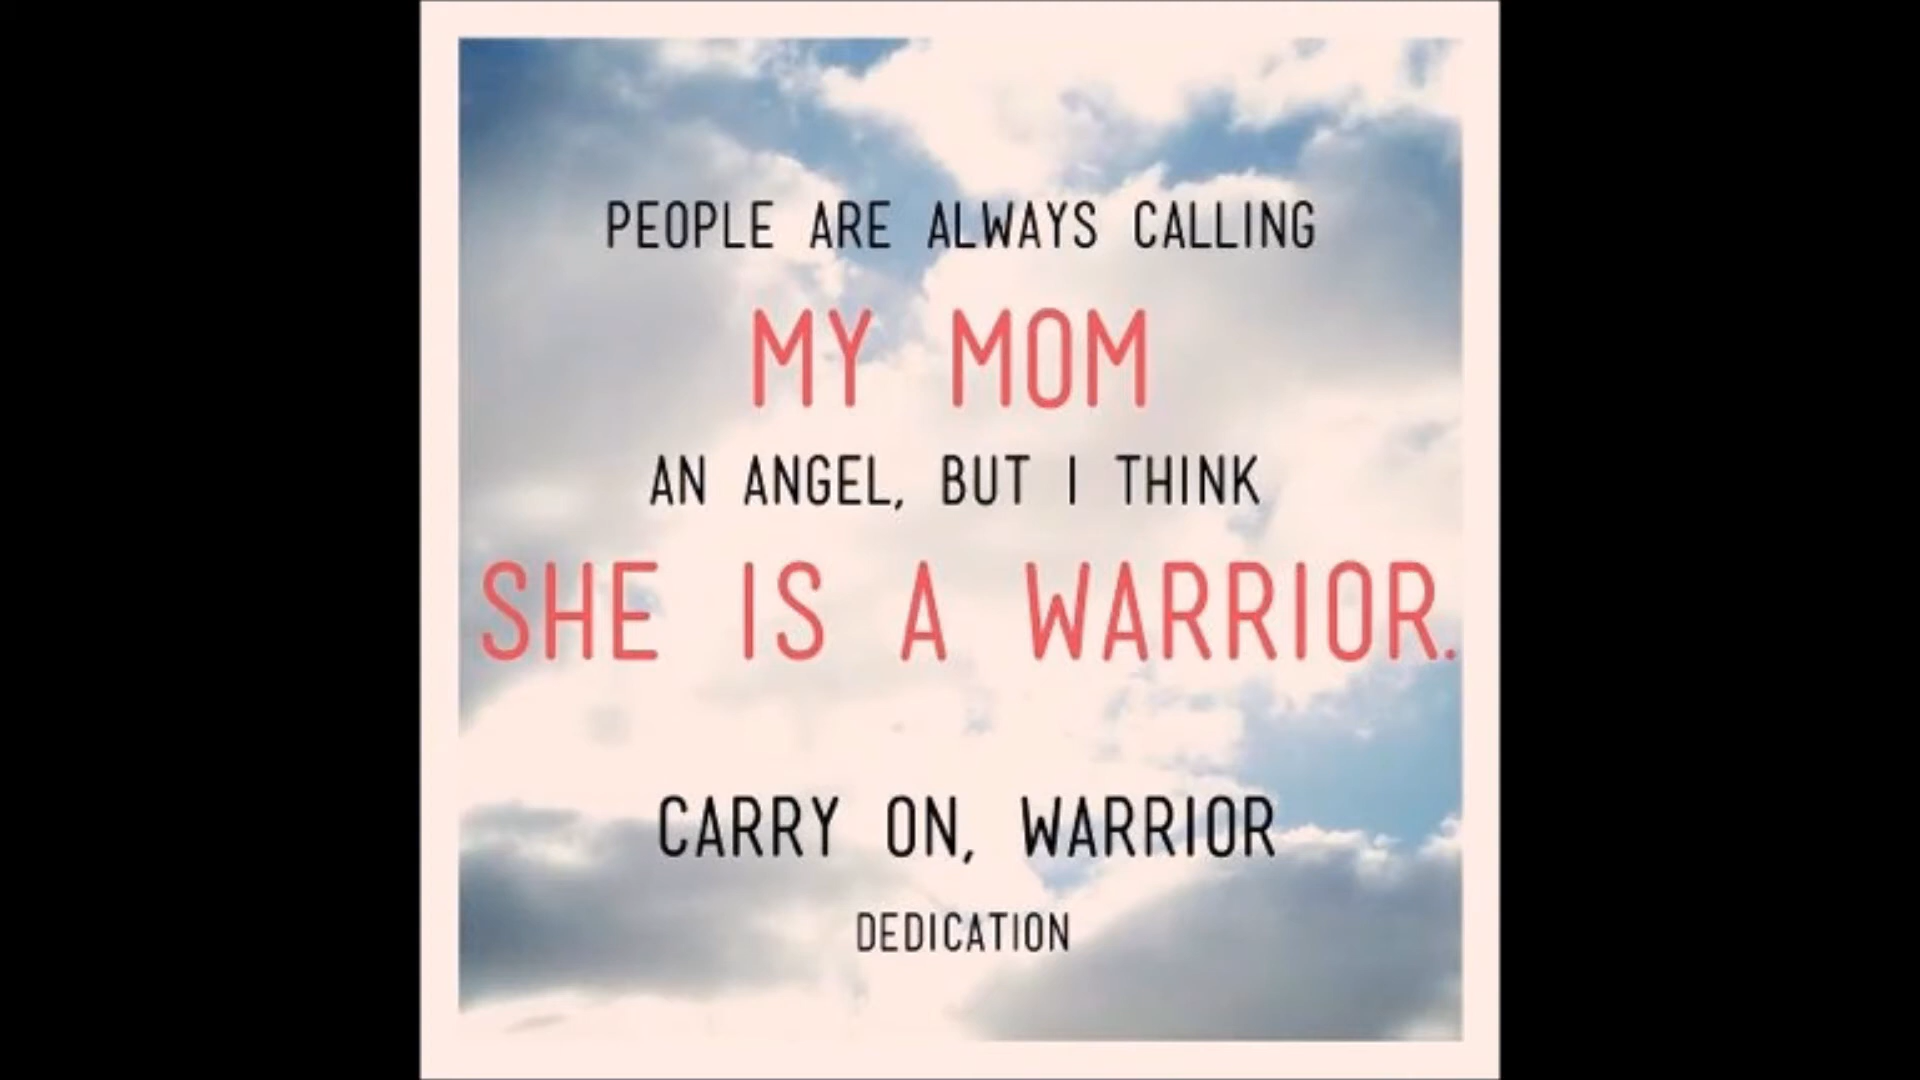 PEOPLE ARE ALWAYS CALLING
MY MOM
AN ANGEL, BUT I THINK
SHE IS A WARRIOR.
CARRY ON, WARRIOR
DEDICATION